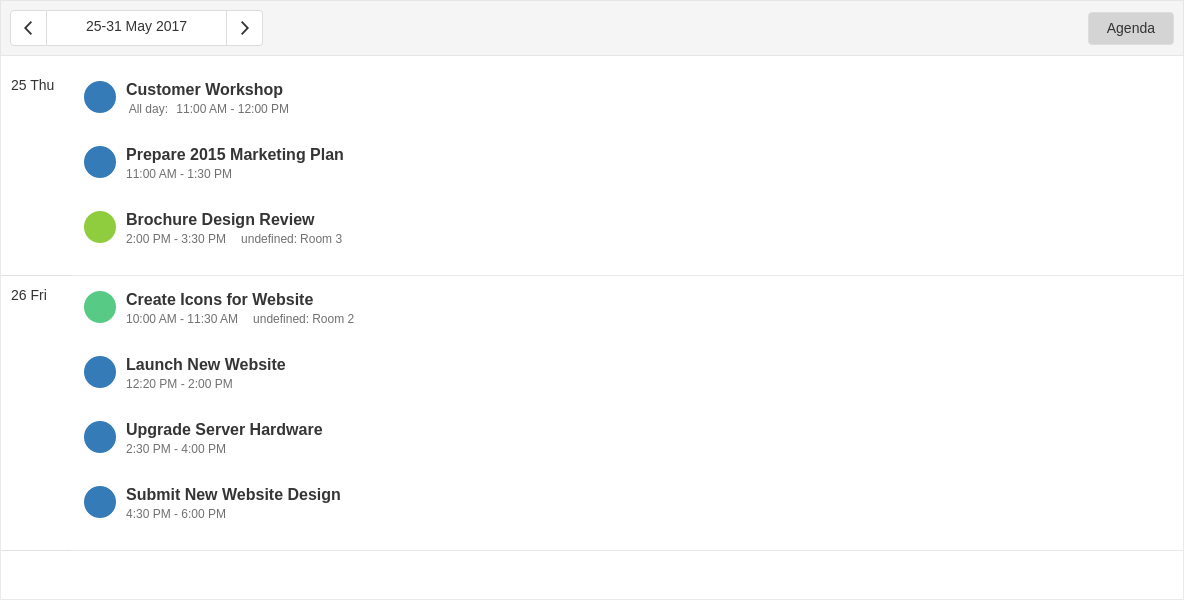 25-31 May 2017
Agenda
25 Thu
Customer Workshop
All day: 11:00 AM - 12:00 PM
Prepare 2015 Marketing Plan
11:00 AM - 1:30 PM
Brochure Design Review
2:00 PM - 3:30 PM undefined: Room 3
26 Fri
Create Icons for Website
10:00 AM - 11:30 AM undefined: Room 2
Launch New Website
12:20 PM - 2:00 PM
Upgrade Server Hardware
2:30 PM - 4:00 PM
Submit New Website Design
4:30 PM - 6:00 PM